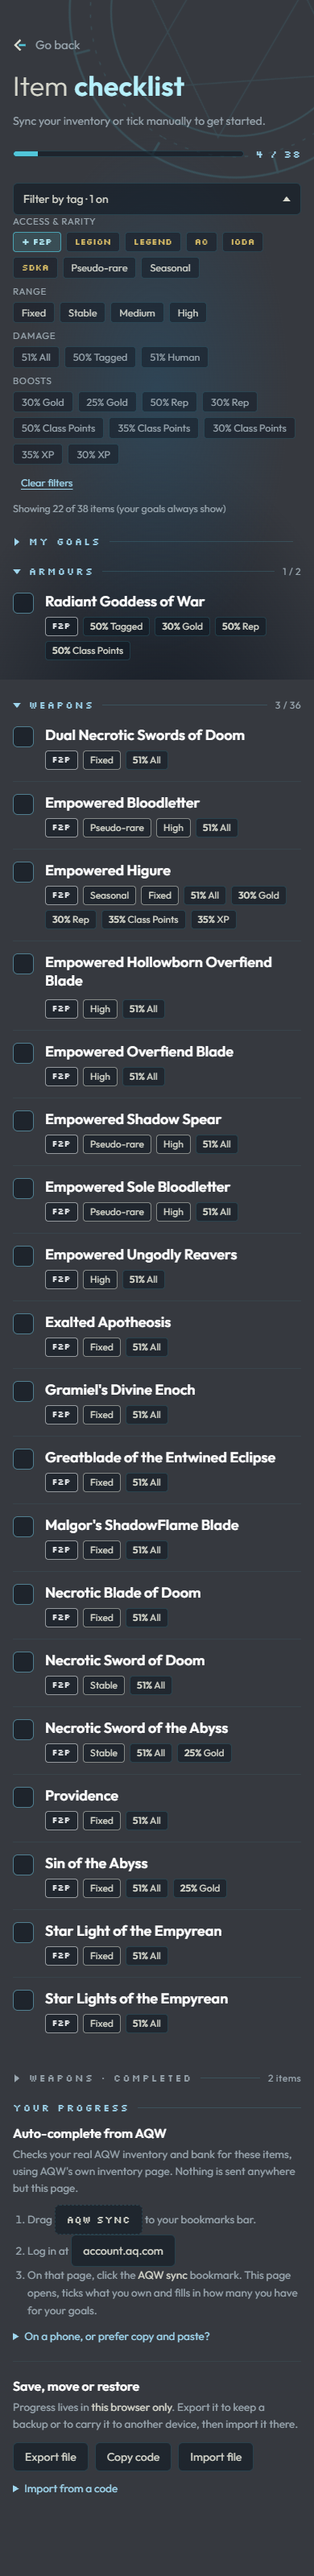 Go back
Item checklist
Sync your inventory or tick manually to get started.
4 / 38
Filter by tag · 1 on
ACCESS & RARITY
+ F2P LEGION LEGEND AC IODA
SDKA Pseudo-rare Seasonal
RANGE
Fixed Stable Medium High
DAMAGE
51% All 50% Tagged 51% Human
BOOSTS
30% Gold 25% Gold 50% Rep 30% Rep
50% Class Points 35% Class Points 30% Class Points
35% XP 30% XP
Clear filters
Showing 22 of 38 items (your goals always show)
MY GOALS
ARMOURS 1 / 2
Radiant Goddess of War
F2P 50% Tagged 30% Gold 50% Rep
50% Class Points
WEAPONS 3 / 36
Dual Necrotic Swords of Doom
F2P Fixed 51% All
Empowered Bloodletter
F2P Pseudo-rare High 51% All
Empowered Higure
F2P Seasonal Fixed 51% All 30% Gold
30% Rep 35% Class Points 35% XP
Empowered Hollowborn Overfiend
Blade
F2P High 51% All
Empowered Overfiend Blade
F2P High 51% All
Empowered Shadow Spear
F2P Pseudo-rare High 51% All
Empowered Sole Bloodletter
F2P Pseudo-rare High 51% All
Empowered Ungodly Reavers
F2P High 51% All
Exalted Apotheosis
F2P Fixed 51% All
Gramiel's Divine Enoch
F2P Fixed 51% All
Greatblade of the Entwined Eclipse
F2P Fixed 51% All
Malgor's ShadowFlame Blade
F2P Fixed 51% All
Necrotic Blade of Doom
F2P Fixed 51% All
Necrotic Sword of Doom
F2P Stable 51% All
Necrotic Sword of the Abyss
F2P Stable 51% All 25% Gold
Providence
F2P Fixed 51% All
Sin of the Abyss
F2P Fixed 51% All 25% Gold
Star Light of the Empyrean
F2P Fixed 51% All
Star Lights of the Empyrean
F2P Fixed 51% All
WEAPONS · COMPLETED 2 items
YOUR PROGRESS
Auto-complete from AQW
Checks your real AQW inventory and bank for these items,
using AQW's own inventory page. Nothing is sent anywhere
but this page.
1. Drag AQW SYNC to your bookmarks bar.
2. Log in at account.aq.com
3. On that page, click the AQW sync bookmark. This page
opens, ticks what you own and fills in how many you have
for your goals.
On a phone, or prefer copy and paste?
Save, move or restore
Progress lives in this browser only. Export it to keep a
backup or to carry it to another device, then import it there.
Export file Copy code Import file
Import from a code